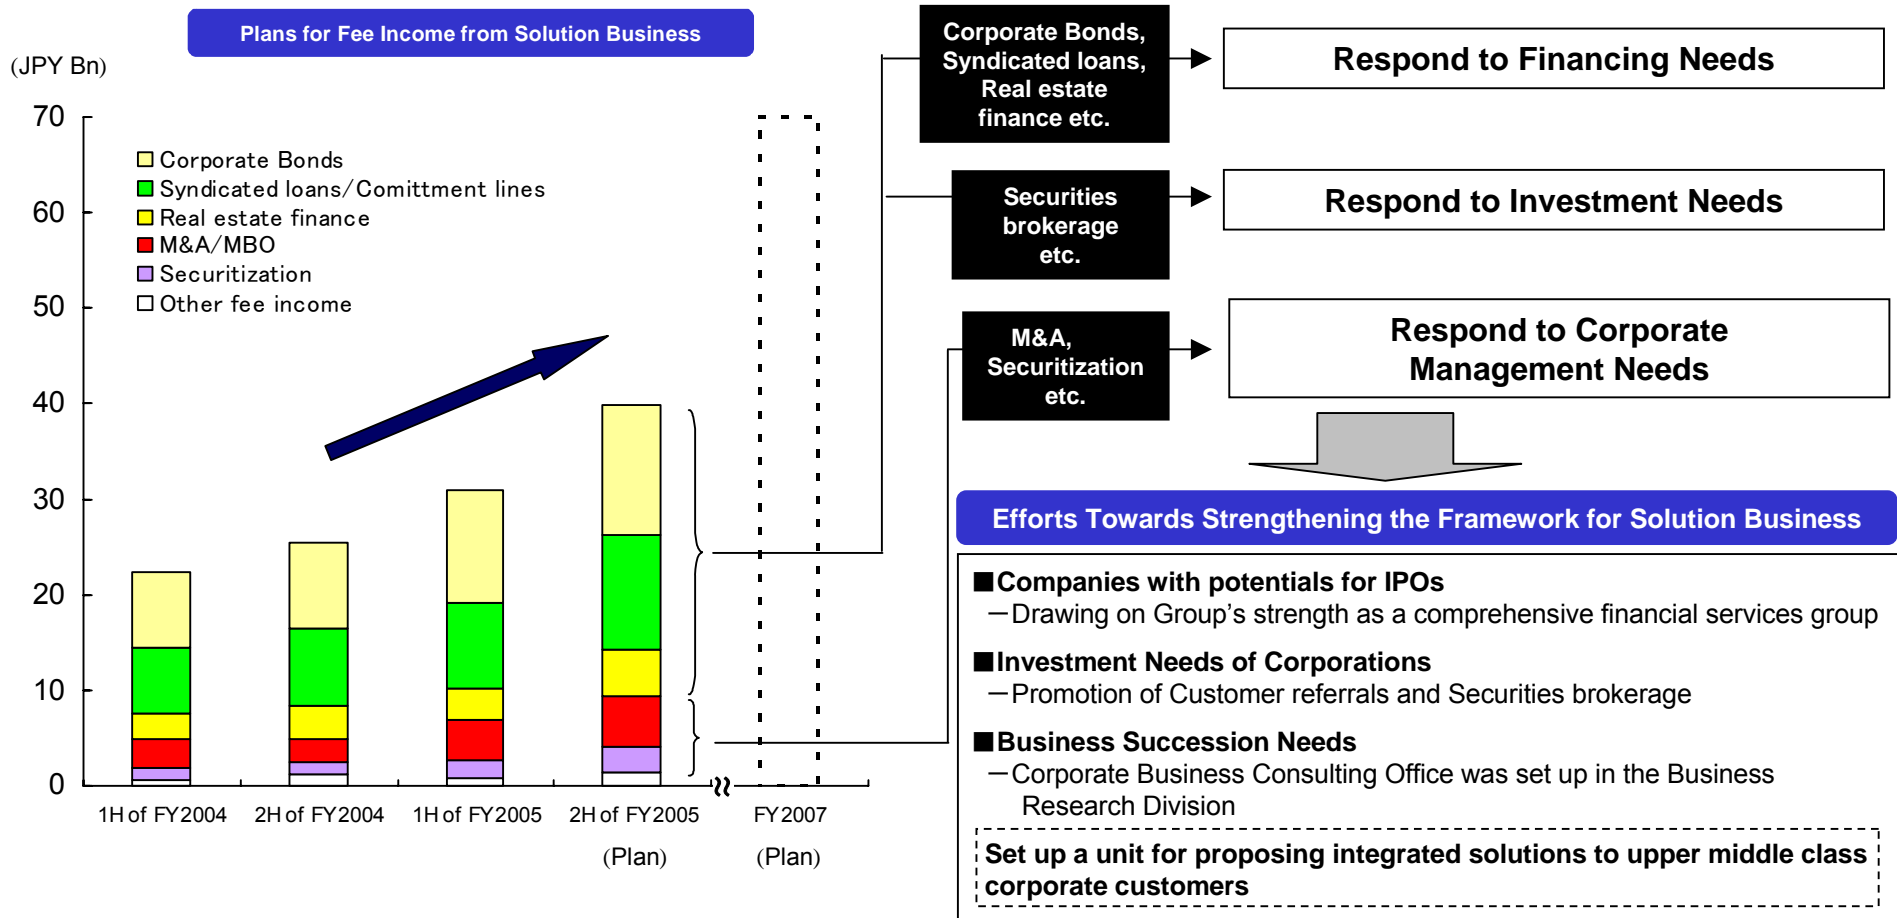 Plans for Fee Income from Solution Business
(JPY Bn)
70
60
50
40
30
20
10
0
Corporate Bonds
Syndicated loans/Comittment lines
Real estate finance
M&A/MBO
Securitization
Other fee income
1H of FY2004
2H of FY2004
1H of FY2005
2H of FY2005
(Plan)
FY2007
(Plan)
Corporate Bonds,
Syndicated loans,
Real estate
finance etc.
Respond to Financing Needs
Securities
brokerage
etc.
Respond to Investment Needs
M&A,
Securitization
etc.
Respond to Corporate
Management Needs
Efforts Towards Strengthening the Framework for Solution Business
■Companies with potentials for IPOs
－Drawing on Group's strength as a comprehensive financial services group
■Investment Needs of Corporations
－Promotion of Customer referrals and Securities brokerage
■Business Succession Needs
－Corporate Business Consulting Office was set up in the Business
Research Division
Set up a unit for proposing integrated solutions to upper middle class
corporate customers